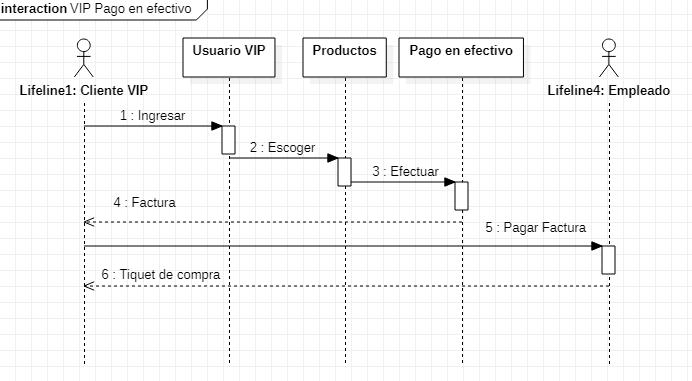 interaction VIP Pago en efectivo
Usuario VIP
Productos
Pago en efectivo
Lifeline1: Cliente VIP
Lifeline4: Empleado
1 : Ingresar
2 : Escoger
3 : Efectuar
4 : Factura
5 : Pagar Factura
6 : Tiquet de compra